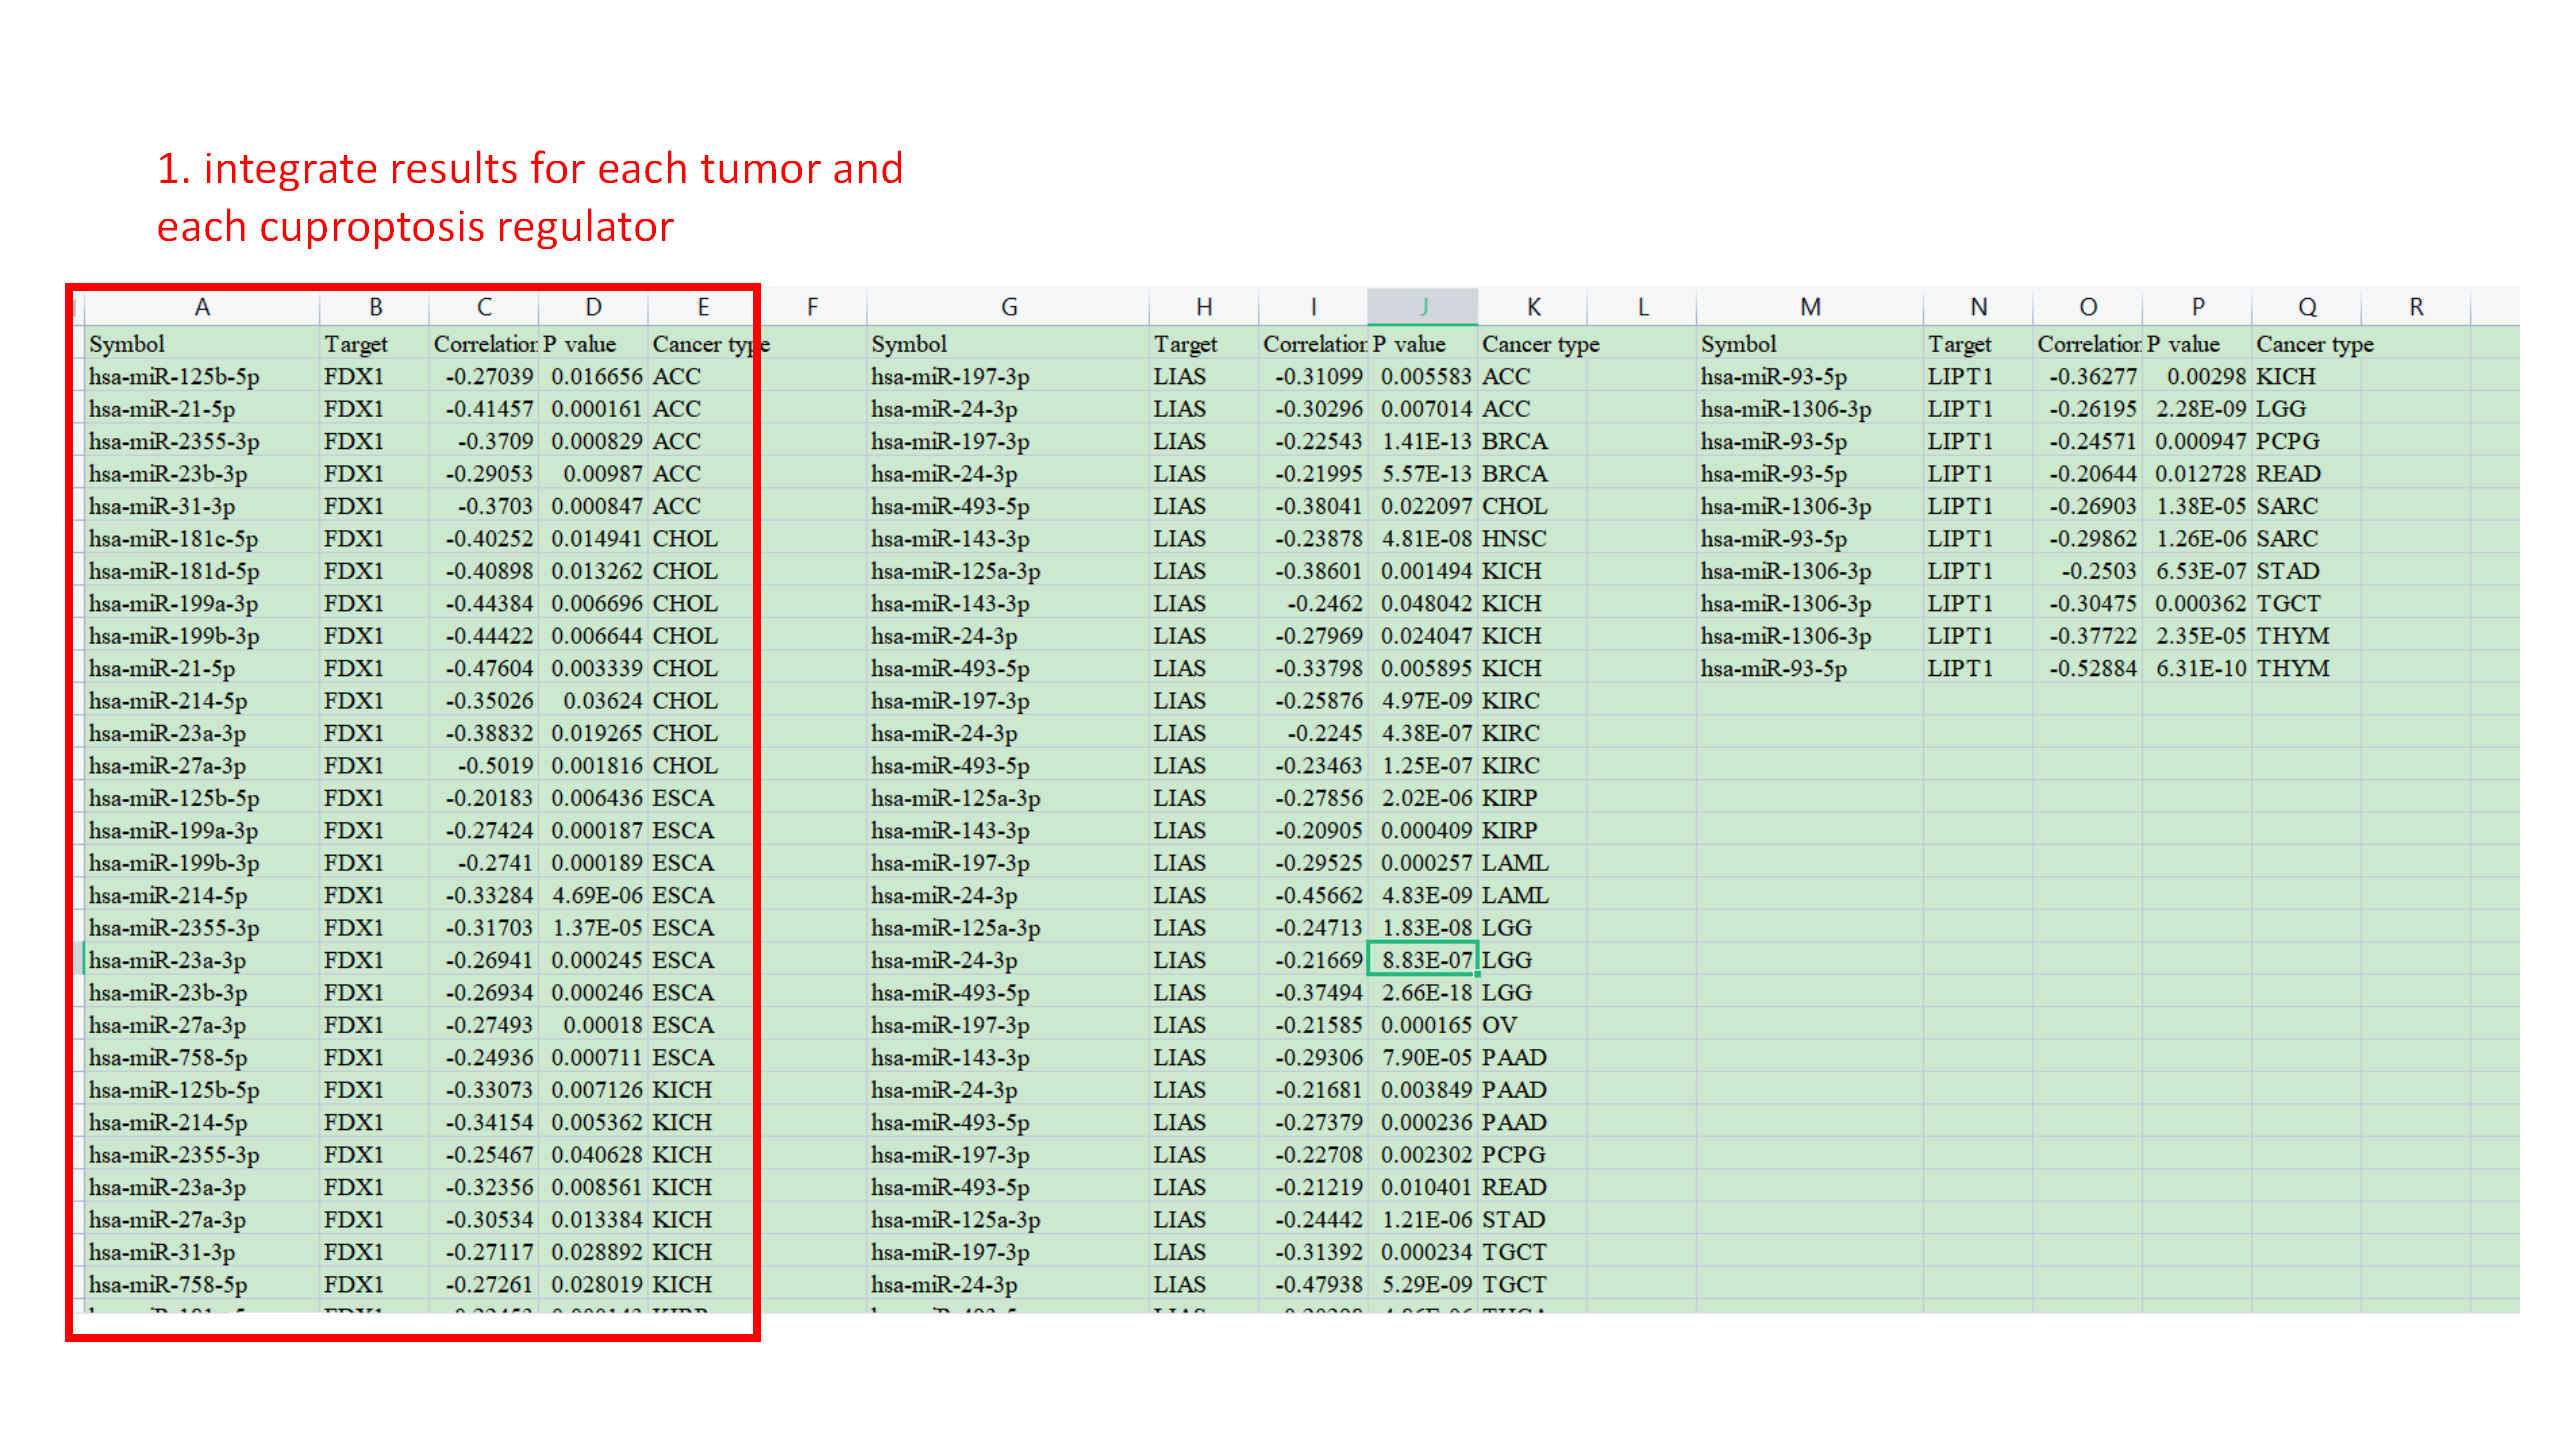 1. integrate results for each tumor and
each cuproptosis regulator
A B C D E F G H I J K L M N O P Q R
Symbol Target Correlation P value Cancer type Symbol Target Correlation P value Cancer type Symbol Target Correlation P value Cancer type
hsa-miR-125b-5p FDX1 -0.27039 0.016656 ACC hsa-miR-197-3p LIAS -0.31099 0.005583 ACC hsa-miR-93-5p LIPT1 -0.36277 0.00298 KICH
hsa-miR-21-5p FDX1 -0.41457 0.000161 ACC hsa-miR-24-3p LIAS -0.30296 0.007014 ACC hsa-miR-1306-3p LIPT1 -0.26195 2.28E-09 LGG
hsa-miR-2355-3p FDX1 -0.3709 0.000829 ACC hsa-miR-197-3p LIAS -0.22543 1.41E-13 BRCA hsa-miR-93-5p LIPT1 -0.24571 0.000947 PCPG
hsa-miR-23b-3p FDX1 -0.29053 0.00987 ACC hsa-miR-24-3p LIAS -0.21995 5.57E-13 BRCA hsa-miR-93-5p LIPT1 -0.20644 0.012728 READ
hsa-miR-31-3p FDX1 -0.3703 0.000847 ACC hsa-miR-493-5p LIAS -0.38041 0.022097 CHOL hsa-miR-1306-3p LIPT1 -0.26903 1.38E-05 SARC
hsa-miR-181c-5p FDX1 -0.40252 0.014941 CHOL hsa-miR-143-3p LIAS -0.23878 4.81E-08 HNSC hsa-miR-93-5p LIPT1 -0.29862 1.26E-06 SARC
hsa-miR-181d-5p FDX1 -0.40898 0.013262 CHOL hsa-miR-125a-3p LIAS -0.38601 0.001494 KICH hsa-miR-1306-3p LIPT1 -0.2503 6.53E-07 STAD
hsa-miR-199a-3p FDX1 -0.44384 0.006696 CHOL hsa-miR-143-3p LIAS -0.2462 0.048042 KICH hsa-miR-1306-3p LIPT1 -0.30475 0.000362 TGCT
hsa-miR-199b-3p FDX1 -0.44422 0.006644 CHOL hsa-miR-24-3p LIAS -0.27969 0.024047 KICH hsa-miR-1306-3p LIPT1 -0.37722 2.35E-05 THYM
hsa-miR-21-5p FDX1 -0.47604 0.003339 CHOL hsa-miR-493-5p LIAS -0.33798 0.005895 KICH hsa-miR-93-5p LIPT1 -0.52884 6.31E-10 THYM
hsa-miR-214-5p FDX1 -0.35026 0.03624 CHOL hsa-miR-197-3p LIAS -0.25876 4.97E-09 KIRC
hsa-miR-23a-3p FDX1 -0.38832 0.019265 CHOL hsa-miR-24-3p LIAS -0.2245 4.38E-07 KIRC
hsa-miR-27a-3p FDX1 -0.5019 0.001816 CHOL hsa-miR-493-5p LIAS -0.23463 1.25E-07 KIRC
hsa-miR-125b-5p FDX1 -0.20183 0.006436 ESCA hsa-miR-125a-3p LIAS -0.27856 2.02E-06 KIRP
hsa-miR-199a-3p FDX1 -0.27424 0.000187 ESCA hsa-miR-143-3p LIAS -0.20905 0.000409 KIRP
hsa-miR-199b-3p FDX1 -0.2741 0.000189 ESCA hsa-miR-197-3p LIAS -0.29525 0.000257 LAML
hsa-miR-214-5p FDX1 -0.33284 4.69E-06 ESCA hsa-miR-24-3p LIAS -0.45662 4.83E-09 LAML
hsa-miR-2355-3p FDX1 -0.31703 1.37E-05 ESCA hsa-miR-125a-3p LIAS -0.24713 1.83E-08 LGG
hsa-miR-23a-3p FDX1 -0.26941 0.000245 ESCA hsa-miR-24-3p LIAS -0.21669 8.83E-07 LGG
hsa-miR-23b-3p FDX1 -0.26934 0.000246 ESCA hsa-miR-493-5p LIAS -0.37494 2.66E-18 LGG
hsa-miR-27a-3p FDX1 -0.27493 0.00018 ESCA hsa-miR-197-3p LIAS -0.21585 0.000165 OV
hsa-miR-758-5p FDX1 -0.24936 0.000711 ESCA hsa-miR-143-3p LIAS -0.29306 7.90E-05 PAAD
hsa-miR-125b-5p FDX1 -0.33073 0.007126 KICH hsa-miR-24-3p LIAS -0.21681 0.003849 PAAD
hsa-miR-214-5p FDX1 -0.34154 0.005362 KICH hsa-miR-493-5p LIAS -0.27379 0.000236 PAAD
hsa-miR-2355-3p FDX1 -0.25467 0.040628 KICH hsa-miR-197-3p LIAS -0.22708 0.002302 PCPG
hsa-miR-23a-3p FDX1 -0.32356 0.008561 KICH hsa-miR-493-5p LIAS -0.21219 0.010401 READ
hsa-miR-27a-3p FDX1 -0.30534 0.013384 KICH hsa-miR-125a-3p LIAS -0.24442 1.21E-06 STAD
hsa-miR-31-3p FDX1 -0.27117 0.028892 KICH hsa-miR-197-3p LIAS -0.31392 0.000234 TGCT
hsa-miR-758-5p FDX1 -0.27261 0.028019 KICH hsa-miR-24-3p LIAS -0.47938 5.29E-09 TGCT